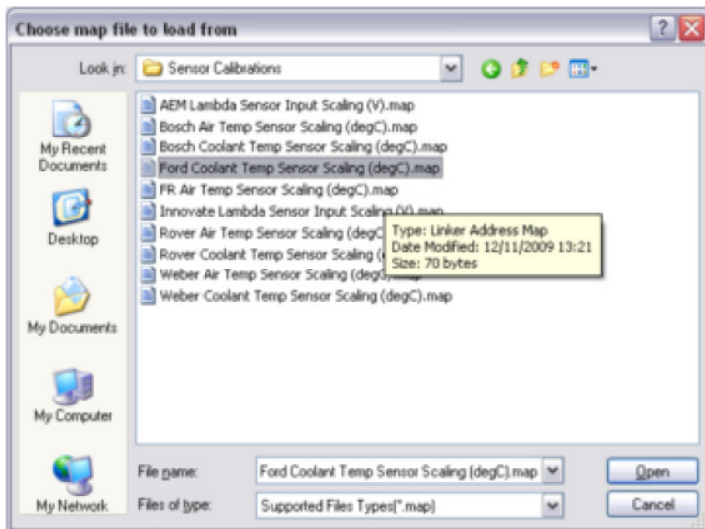 Choose map file to load from
Look in:
Sensor Calibrations
My Recent
Documents
Desktop
My Documents
My Computer
My Network
AEM Lambda Sensor Input Scaling (V).map
Bosch Air Temp Sensor Scaling (degC).map
Bosch Coolant Temp Sensor Scaling (degC).map
Ford Coolant Temp Sensor Scaling (degC).map
FR Air Temp Sensor Scaling (degC).map
Innovate Lambda Sensor Input Scaling (V).map
Rover Air Temp Sensor Scaling (degC
Rover Coolant Temp Sensor Scaling (
Weber Air Temp Sensor Scaling (degC).map
Weber Coolant Temp Sensor Scaling (degC).map
Type: Linker Address Map
Date Modified: 12/11/2009 13:21
Size: 70 bytes
File name:
Ford Coolant Temp Sensor Scaling (degC).map
Open
Files of type:
Supported Files Types(*.map)
Cancel